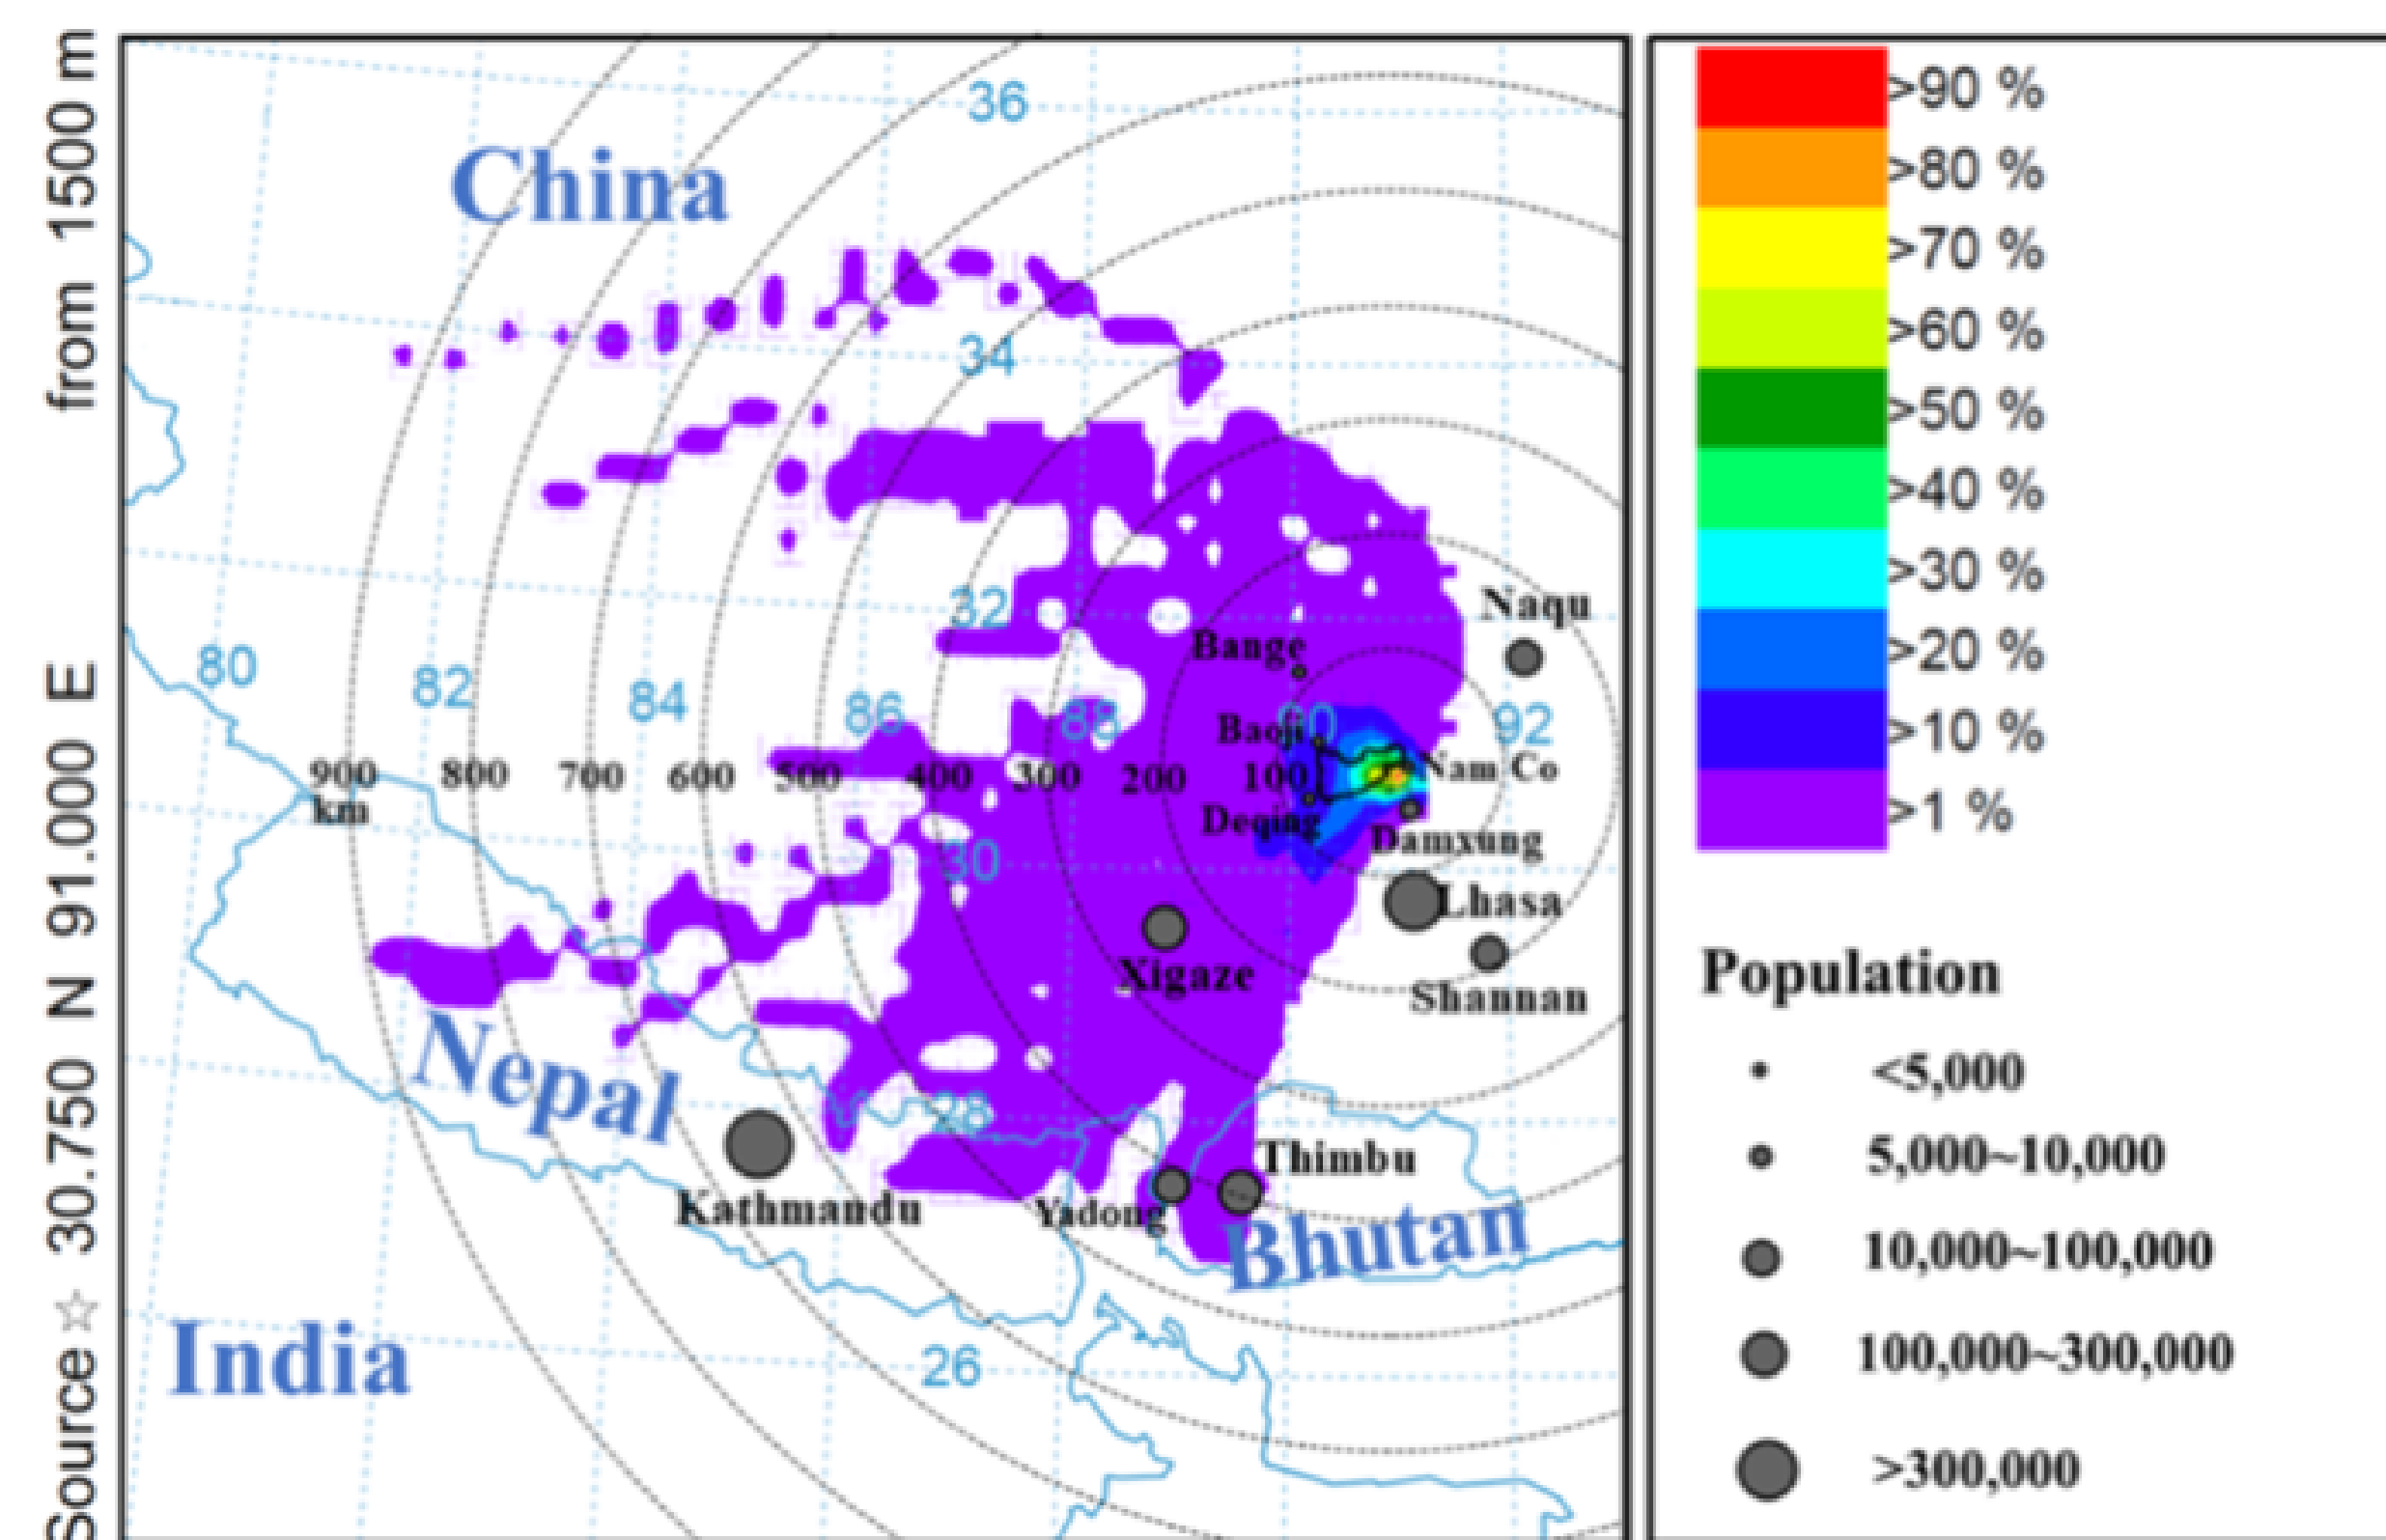 Source ☆ 30.750 N 91.000 E from 1500 m
36
China
34
32
Naqu
Bange
80
82
84
86
88
90
92
Baoji
Nam Co
900
800
700
600
500
400
300
200
100
km
Deqing
Damxung
30
Lhasa
Xigaze
Shannan
Nepal
28
Thimbu
Kathmandu
Yadong
Bhutan
India
26
>90 %
>80 %
>70 %
>60 %
>50 %
>40 %
>30 %
>20 %
>10 %
>1 %
Population
<5,000
5,000~10,000
10,000~100,000
100,000~300,000
>300,000